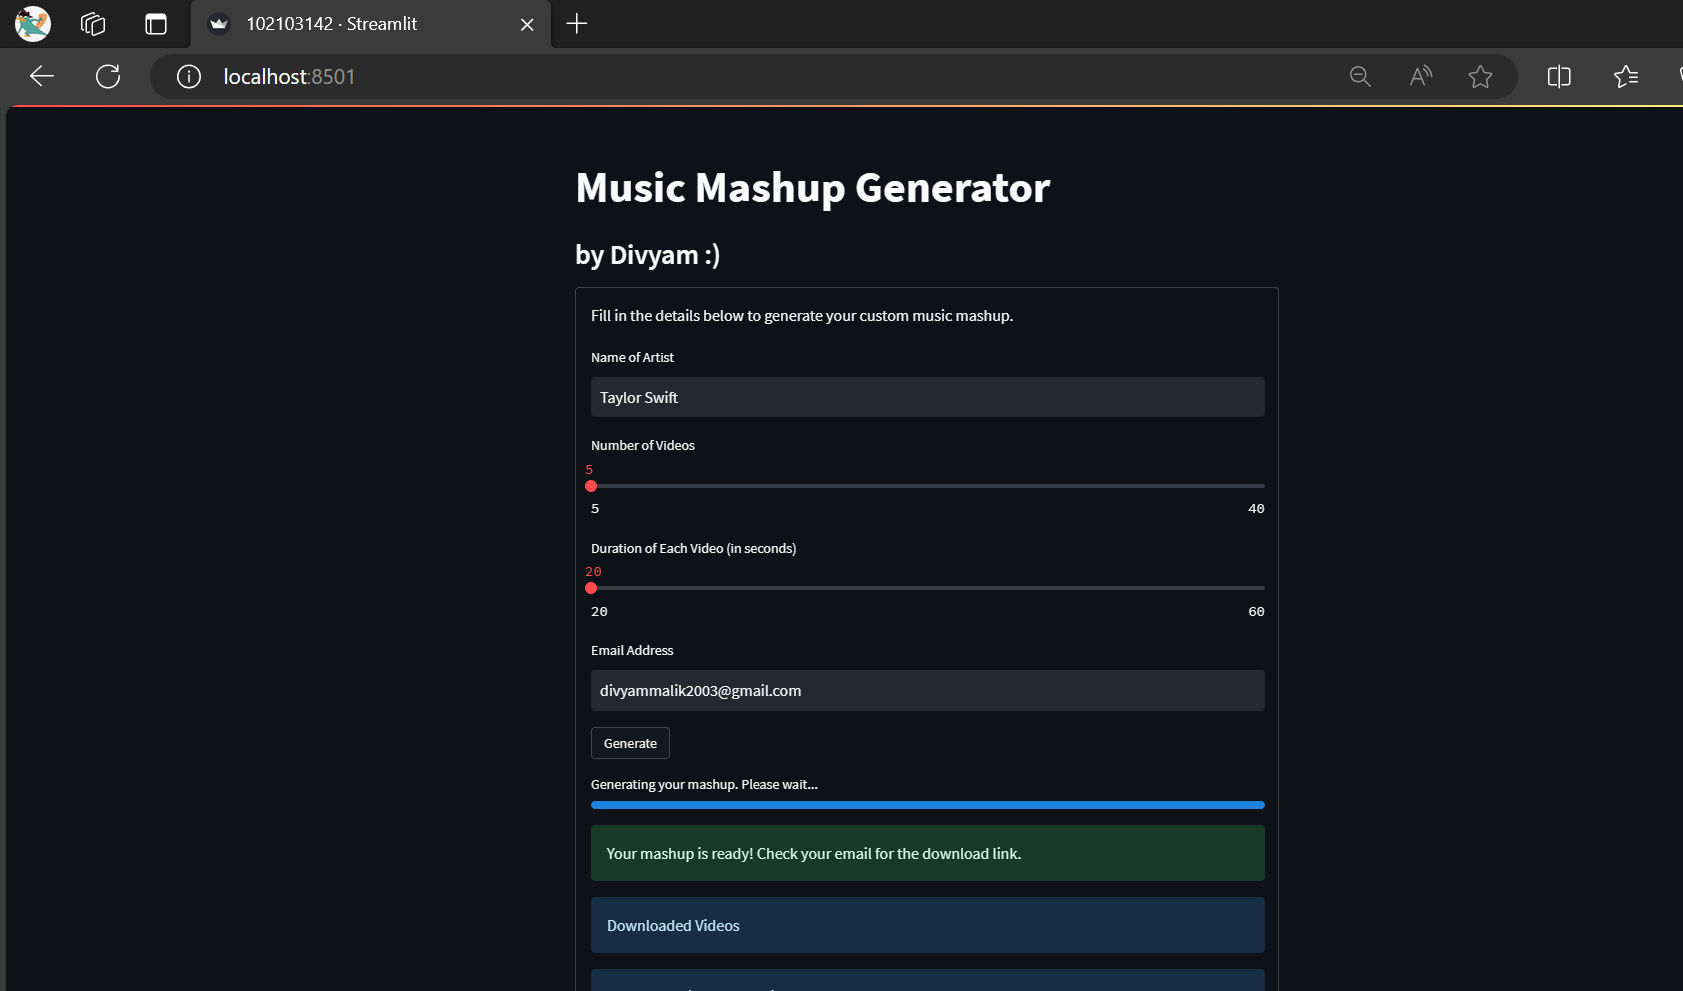 102103142 · Streamlit
localhost:8501
Music Mashup Generator
by Divyam :)
Fill in the details below to generate your custom music mashup.
Name of Artist
Taylor Swift
Number of Videos
5
5 40
Duration of Each Video (in seconds)
20
20 60
Email Address
divyammalik2003@gmail.com
Generate
Generating your mashup. Please wait...
Your mashup is ready! Check your email for the download link.
Downloaded Videos